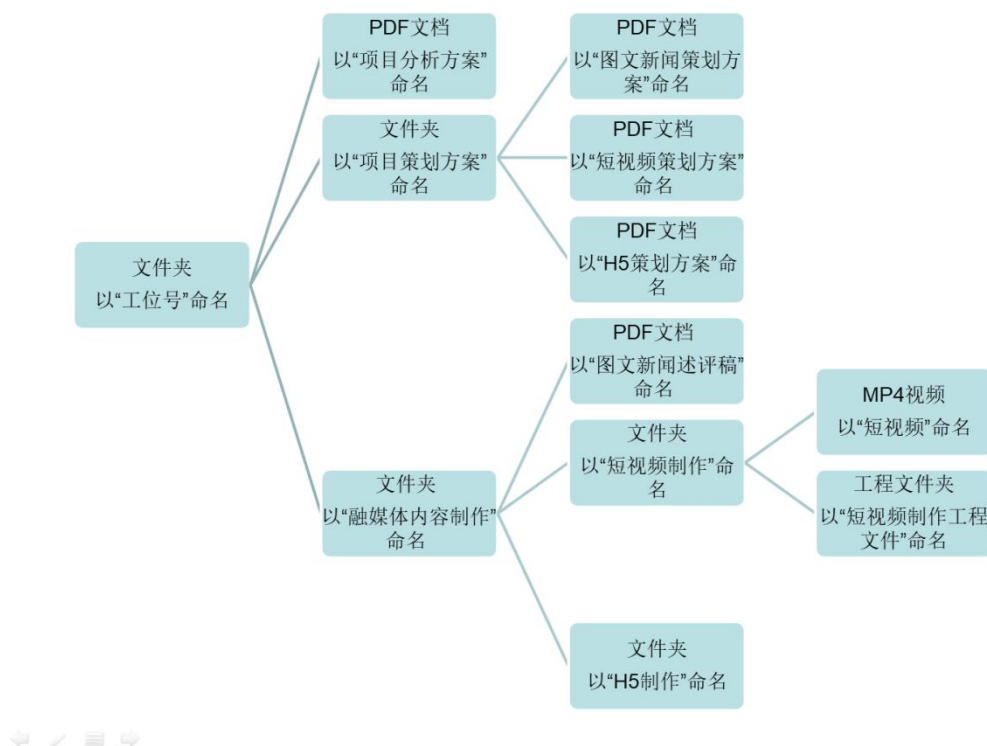 文件夹
以“工位号”命名
PDF文档
以“项目分析方案”
命名
文件夹
以“项目策划方案”
命名
PDF文档
以“图文新闻策划方
案”命名
PDF文档
以“短视频策划方案”
命名
PDF文档
以“H5策划方案”命
名
文件夹
以“融媒体内容制作”
命名
PDF文档
以“图文新闻述评稿”
命名
文件夹
以“短视频制作”命
名
MP4视频
以“短视频”命名
工程文件夹
以“短视频制作工程
文件”命名
文件夹
以“H5制作”命名